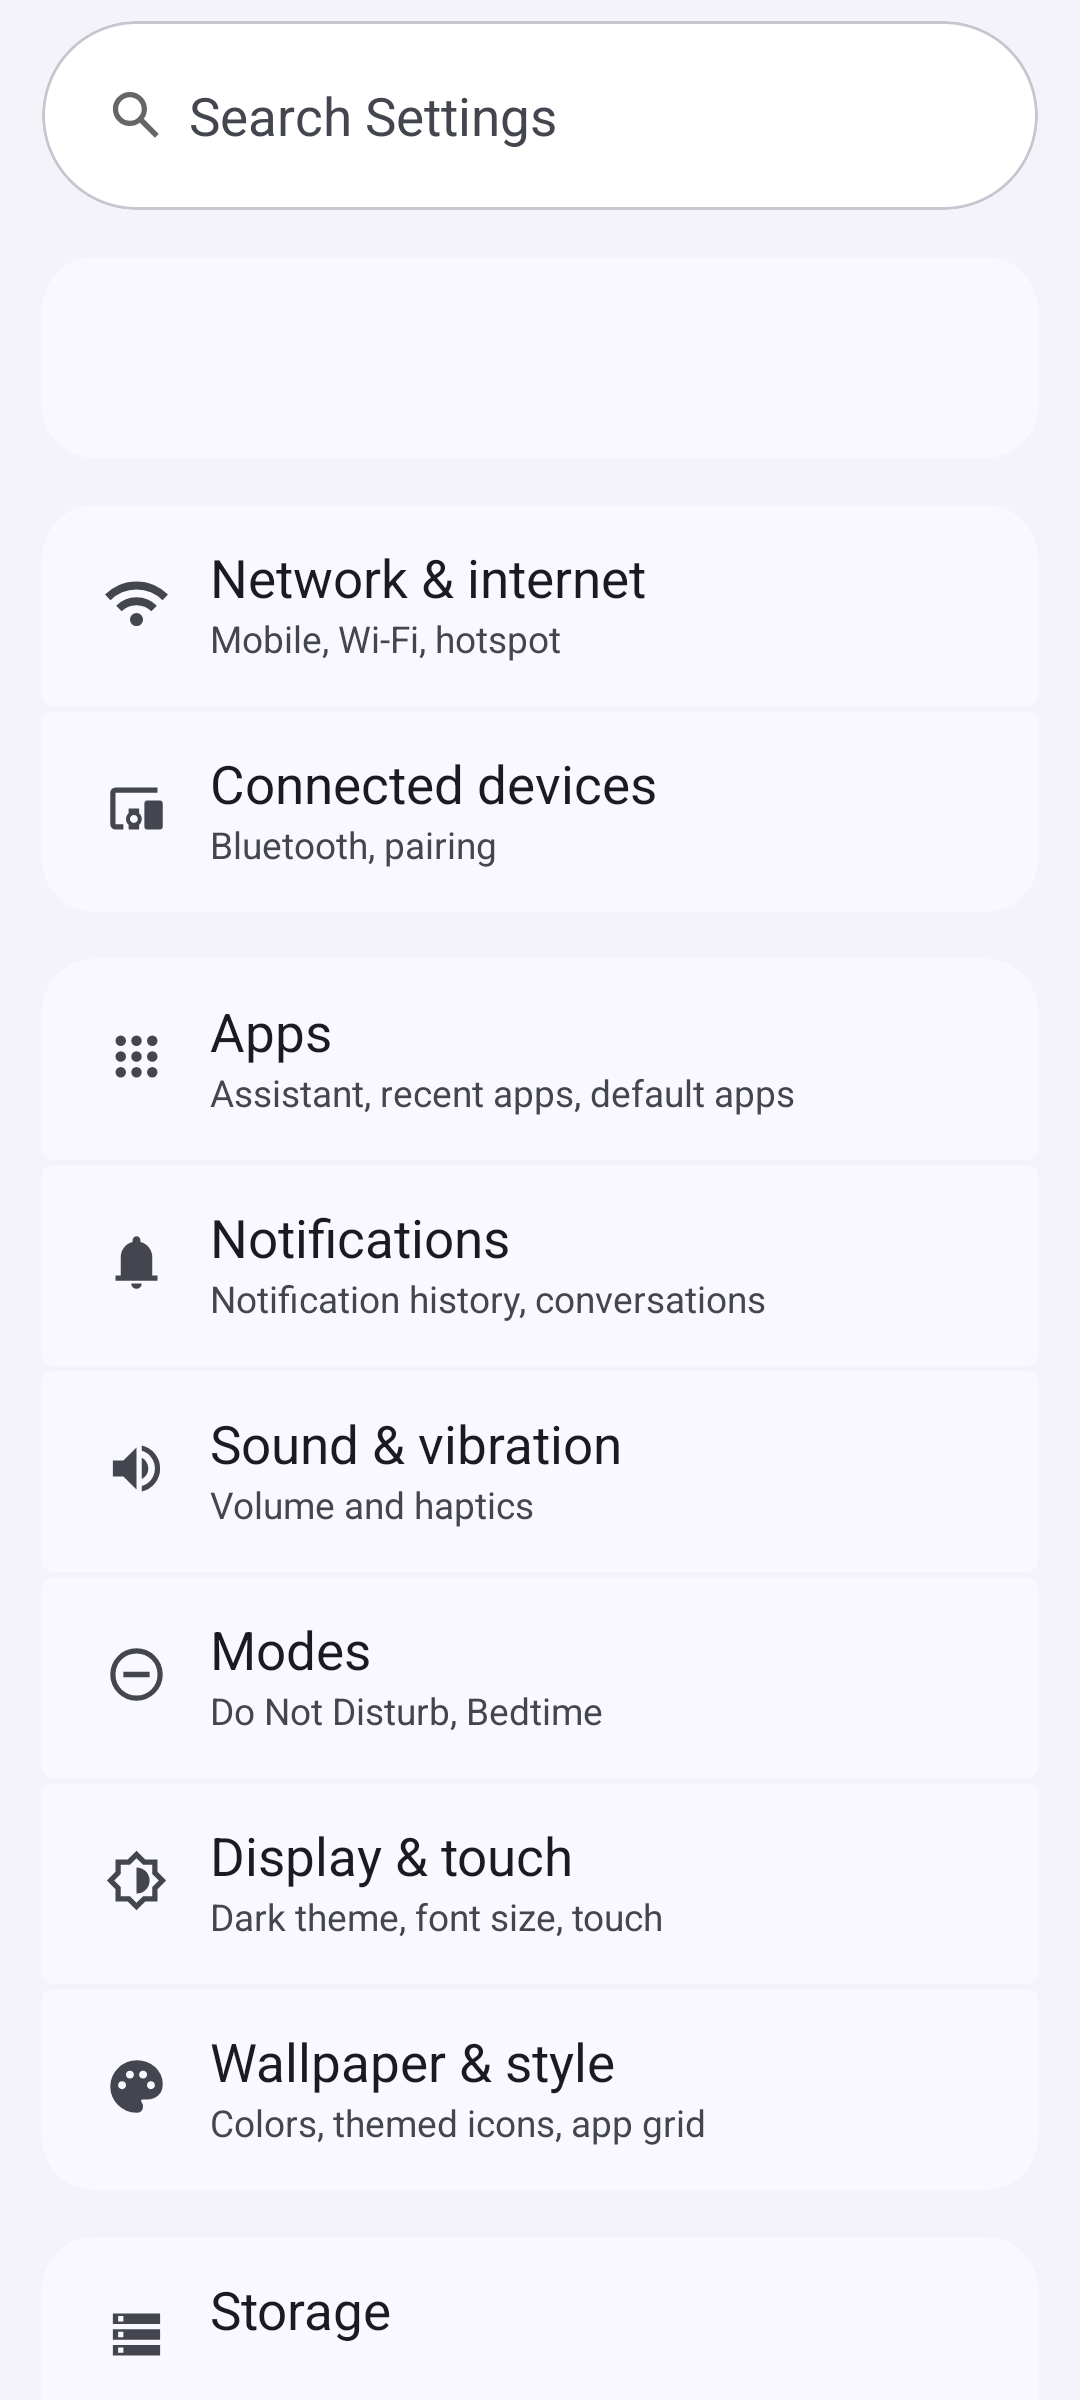 Search Settings
Network & internet
Mobile, Wi-Fi, hotspot
Connected devices
Bluetooth, pairing
Apps
Assistant, recent apps, default apps
Notifications
Notification history, conversations
Sound & vibration
Volume and haptics
Modes
Do Not Disturb, Bedtime
Display & touch
Dark theme, font size, touch
Wallpaper & style
Colors, themed icons, app grid
Storage